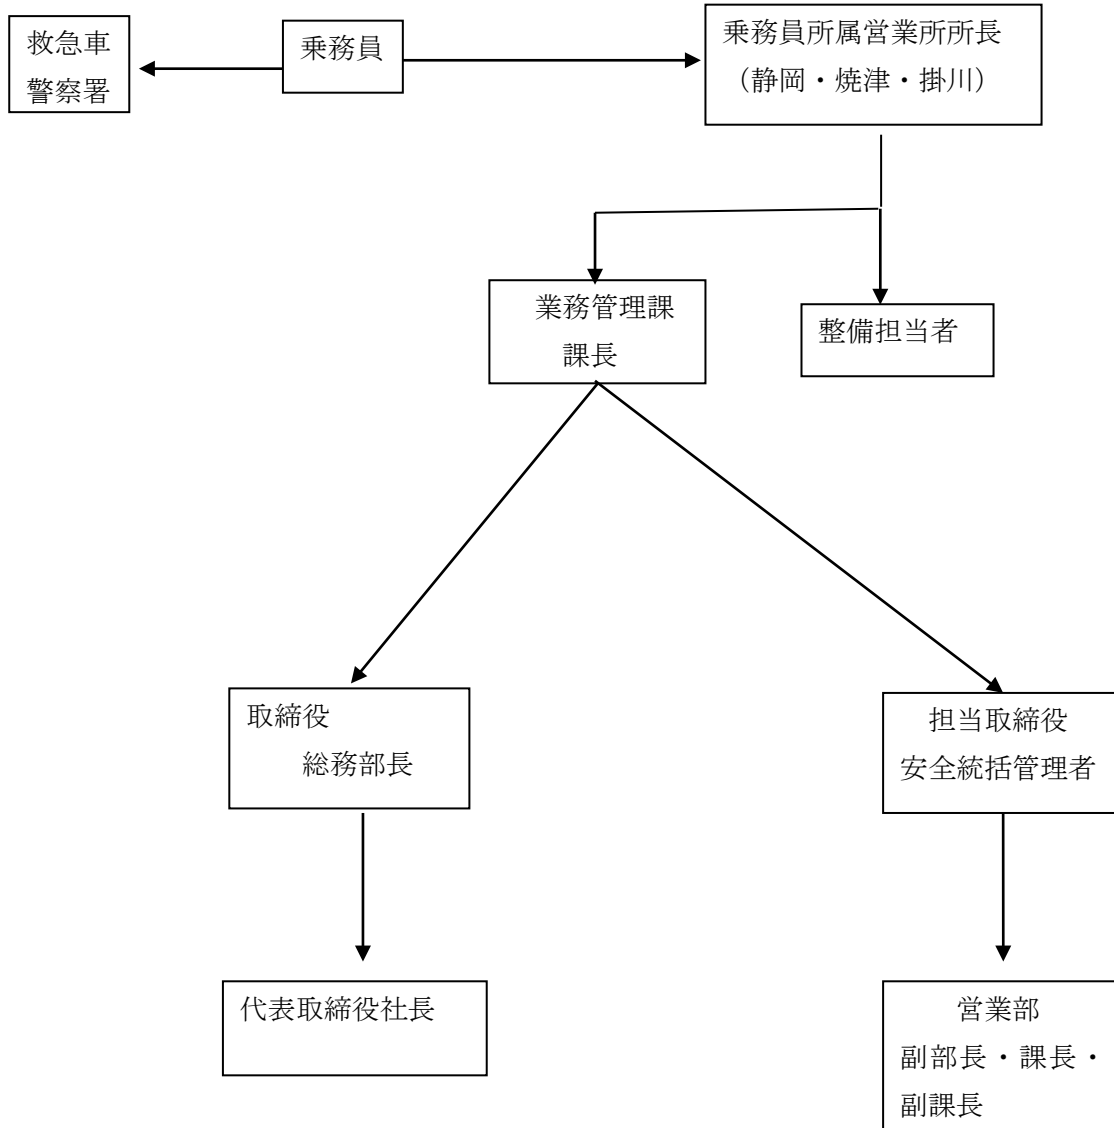 救急車
警察署
乗務員
乗務員所属営業所所長
（静岡・焼津・掛川）
業務管理課
課長
整備担当者
取締役
総務部長
担当取締役
安全統括管理者
代表取締役社長
営業部
副部長・課長・
副課長